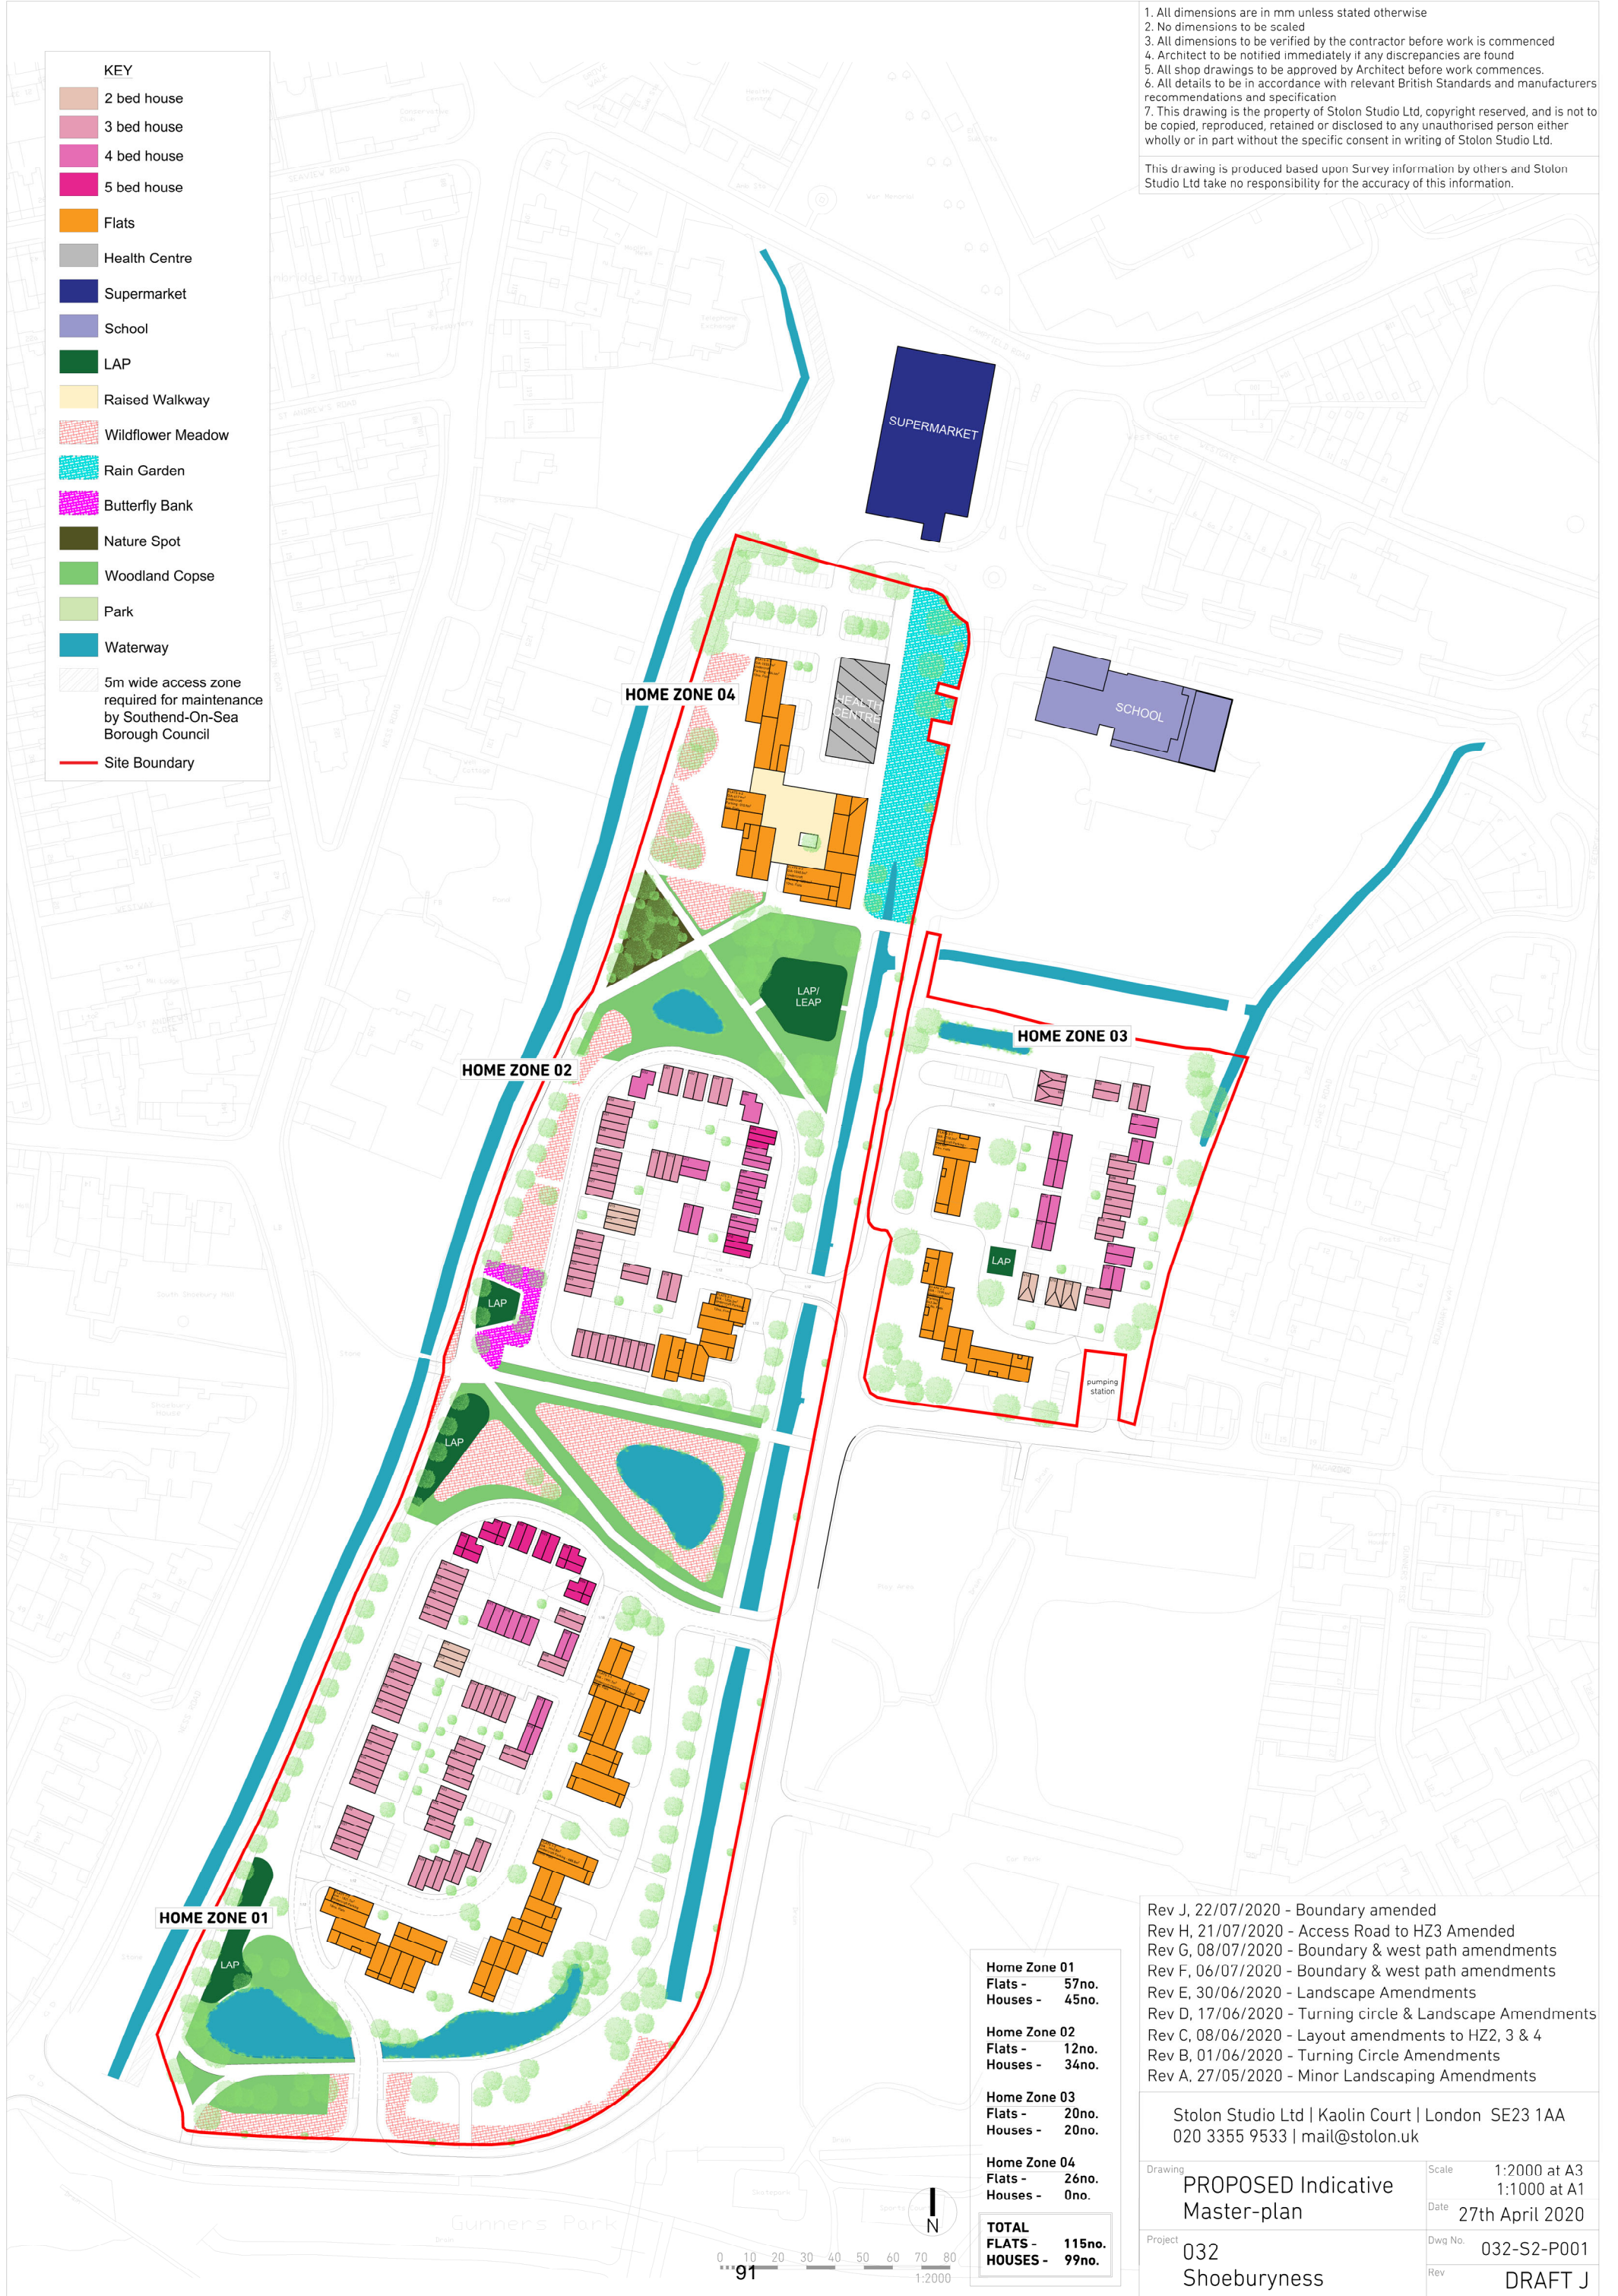 1. All dimensions are in mm unless stated otherwise
2. No dimensions to be scaled
3. All dimensions to be verified by the contractor before work is commenced
4. Architect to be notified immediately if any discrepancies are found
5. All shop drawings to be approved by Architect before work commences.
6. All details to be in accordance with relevant British Standards and manufacturers
recommendations and specification
7. This drawing is the property of Stolon Studio Ltd, copyright reserved, and is not to
be copied, reproduced, retained or disclosed to any unauthorised person either
wholly or in part without the specific consent in writing of Stolon Studio Ltd.
This drawing is produced based upon Survey information by others and Stolon
Studio Ltd take no responsibility for the accuracy of this information.
KEY
2 bed house
3 bed house
4 bed house
5 bed house
Flats
Health Centre
Supermarket
School
LAP
Raised Walkway
Wildflower Meadow
Rain Garden
Butterfly Bank
Nature Spot
Woodland Copse
Park
Waterway
5m wide access zone
required for maintenance
by Southend-On-Sea
Borough Council
Site Boundary
SUPERMARKET
HOME ZONE 04
HEALTH
CENTRE
SCHOOL
LAP/
LEAP
HOME ZONE 03
HOME ZONE 02
LAP
LAP
pumping
station
LAP
HOME ZONE 01
LAP
Gunners Park
Home Zone 01
Flats - 57no.
Houses - 45no.
Home Zone 02
Flats - 12no.
Houses - 34no.
Home Zone 03
Flats - 20no.
Houses - 20no.
Home Zone 04
Flats - 26no.
Houses - 0no.
TOTAL
FLATS - 115no.
HOUSES - 99no.
N
0 10 20 30 40 50 60 70 80
1:2000
91
Rev J, 22/07/2020 - Boundary amended
Rev H, 21/07/2020 - Access Road to HZ3 Amended
Rev G, 08/07/2020 - Boundary & west path amendments
Rev F, 06/07/2020 - Boundary & west path amendments
Rev E, 30/06/2020 - Landscape Amendments
Rev D, 17/06/2020 - Turning circle & Landscape Amendments
Rev C, 08/06/2020 - Layout amendments to HZ2, 3 & 4
Rev B, 01/06/2020 - Turning Circle Amendments
Rev A, 27/05/2020 - Minor Landscaping Amendments
Stolon Studio Ltd | Kaolin Court | London SE23 1AA
020 3355 9533 | mail@stolon.uk
Drawing
PROPOSED Indicative
Master-plan
Scale
1:2000 at A3
1:1000 at A1
Date
27th April 2020
Project
032
Shoeburyness
Dwg No.
032-S2-P001
Rev
DRAFT J